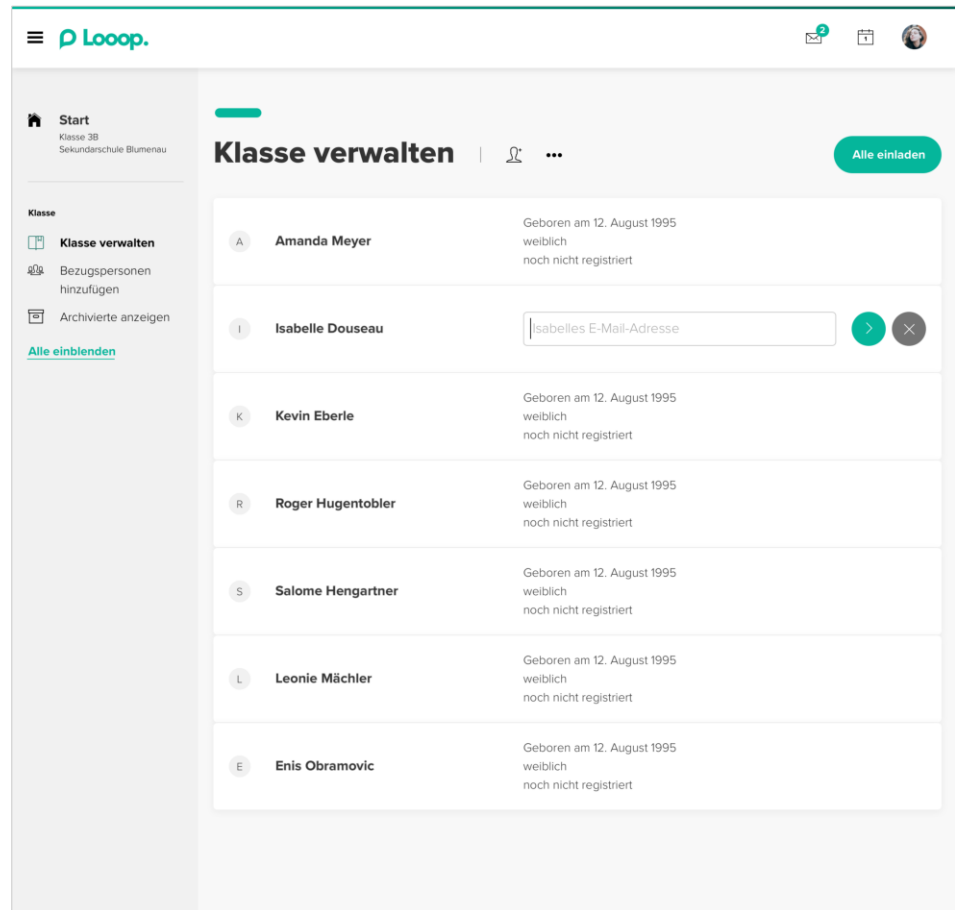 Looop.
2
1
Start
Klasse 3B
Sekundarschule Blumenau
Klasse
Klasse verwalten
Bezugspersonen
hinzufügen
Archivierte anzeigen
Alle einblenden
Klasse verwalten
Alle einladen
A
Amanda Meyer
Geboren am 12. August 1995
weiblich
noch nicht registriert
I
Isabelle Douseau
Isabelles E-Mail-Adresse
K
Kevin Eberle
Geboren am 12. August 1995
weiblich
noch nicht registriert
R
Roger Hugentobler
Geboren am 12. August 1995
weiblich
noch nicht registriert
S
Salome Hengartner
Geboren am 12. August 1995
weiblich
noch nicht registriert
L
Leonie Mächler
Geboren am 12. August 1995
weiblich
noch nicht registriert
E
Enis Obramovic
Geboren am 12. August 1995
weiblich
noch nicht registriert